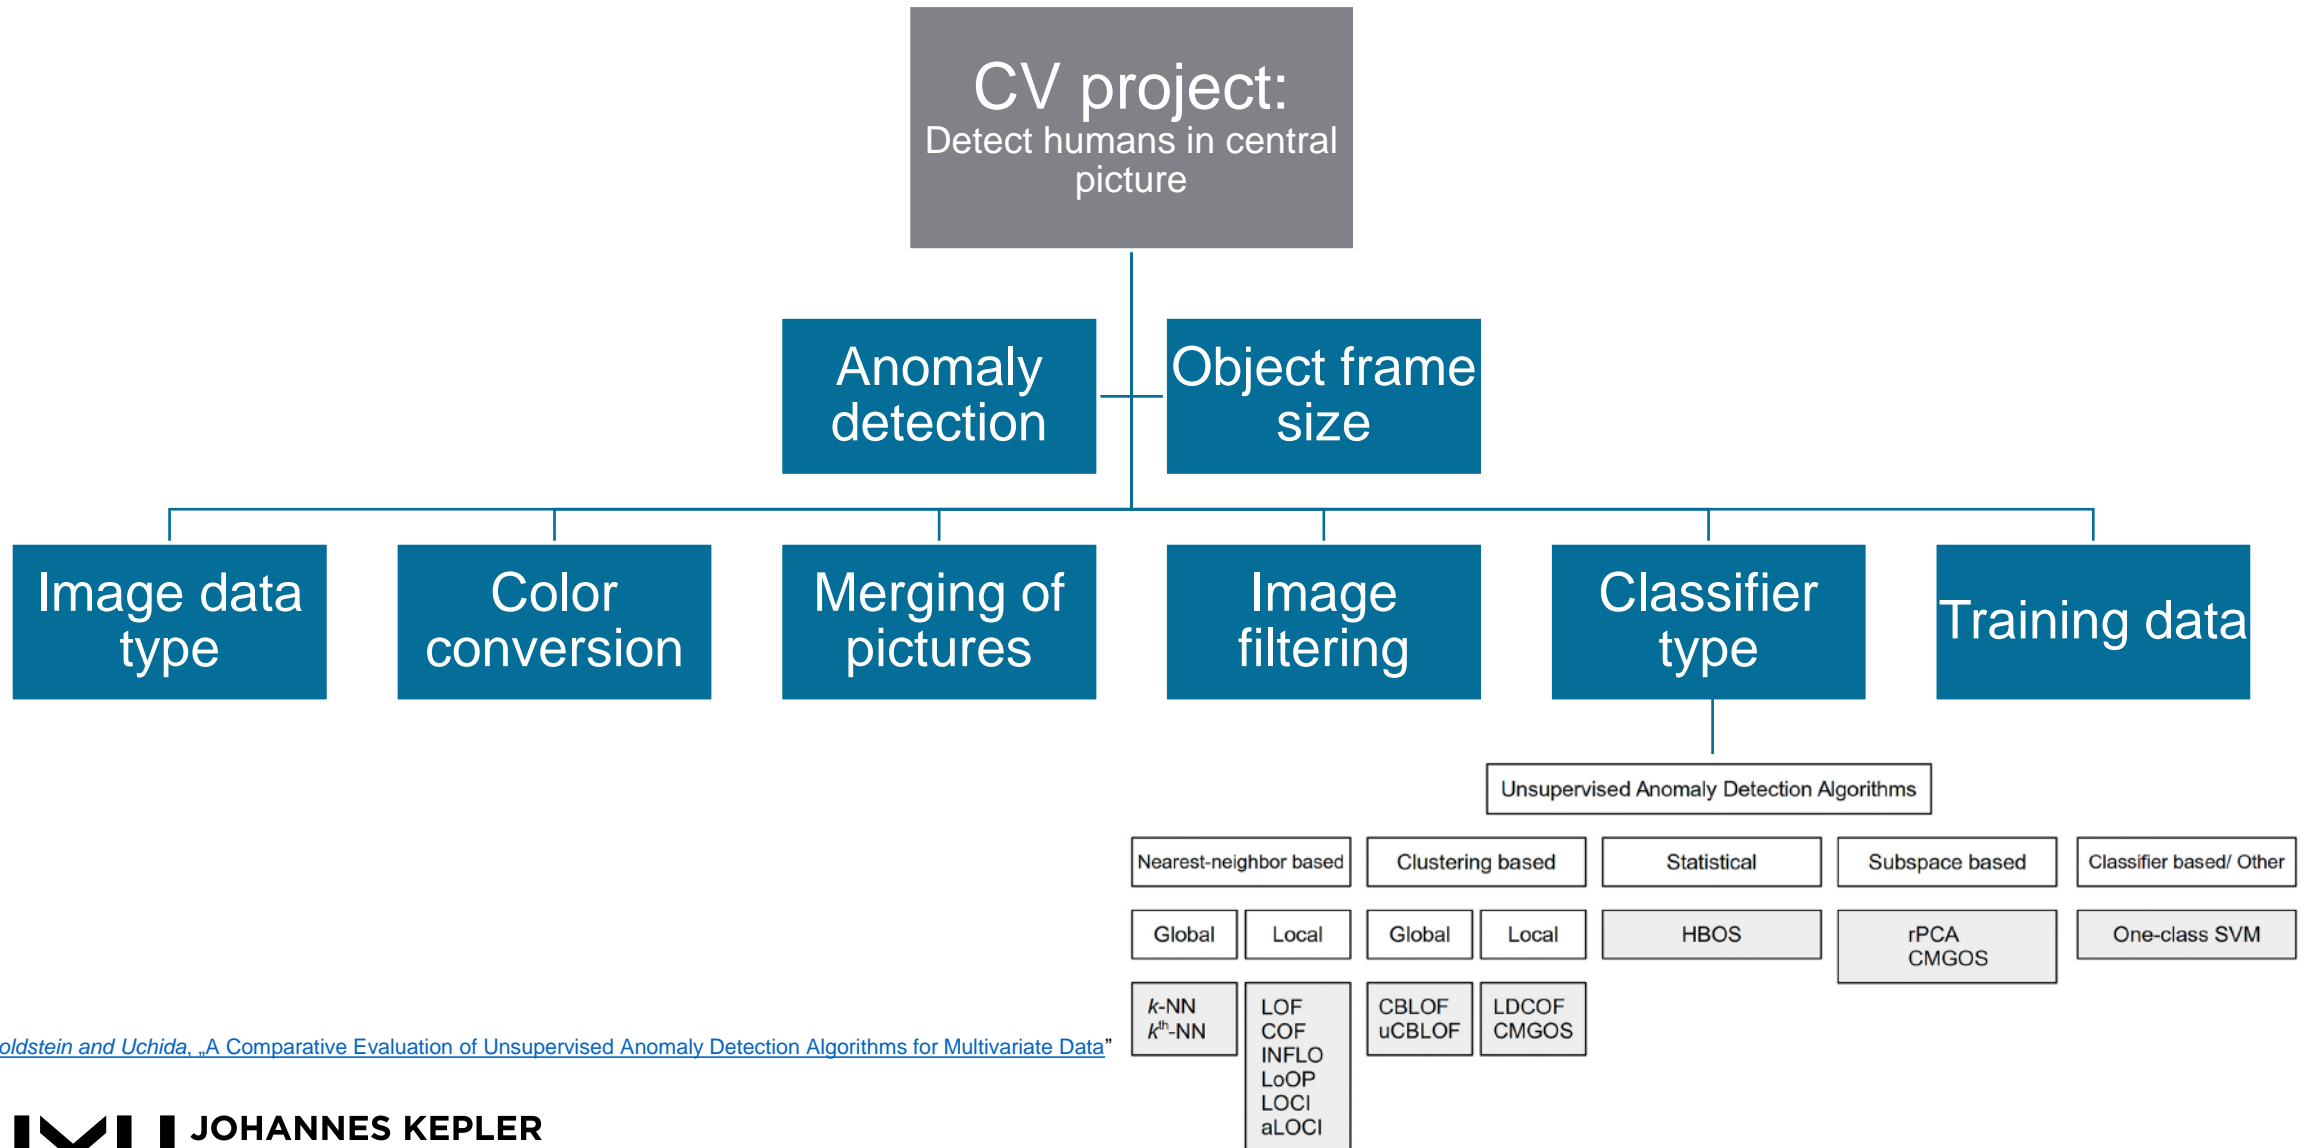 CV project:
Detect humans in central
picture
Anomaly
detection
Object frame
size
Image data
type
Color
conversion
Merging of
pictures
Image
filtering
Classifier
type
Training data
Unsupervised Anomaly Detection Algorithms
Nearest-neighbor based
Clustering based
Statistical
Subspace based
Classifier based/ Other
Global
Local
Global
Local
HBOS
rPCA
CMGOS
One-class SVM
k-NN
kth-NN
LOF
COF
INFLO
LoOP
LOCI
aLOCI
CBLOF
uCBLOF
LDCOF
CMGOS
oldstein and Uchida, „A Comparative Evaluation of Unsupervised Anomaly Detection Algorithms for Multivariate Data”
JOHANNES KEPLER